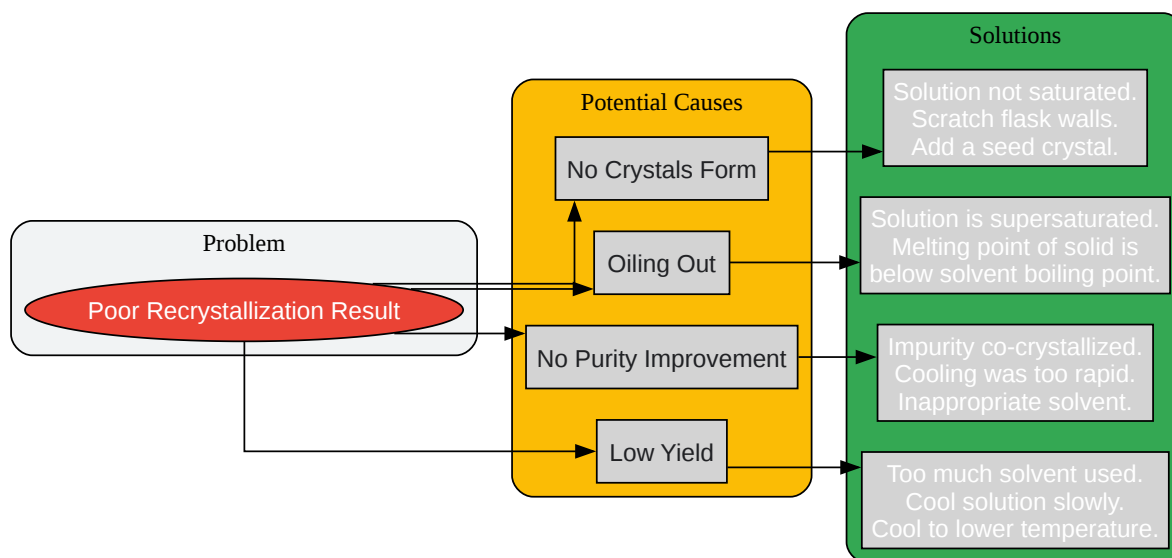 Problem
Poor Recrystallization Result
Potential Causes
No Crystals Form
Oiling Out
No Purity Improvement
Low Yield
Solutions
Solution not saturated.
Scratch flask walls.
Add a seed crystal.
Solution is supersaturated.
Melting point of solid is
below solvent boiling point.
Impurity co-crystallized.
Cooling was too rapid.
Inappropriate solvent.
Too much solvent used.
Cool solution slowly.
Cool to lower temperature.